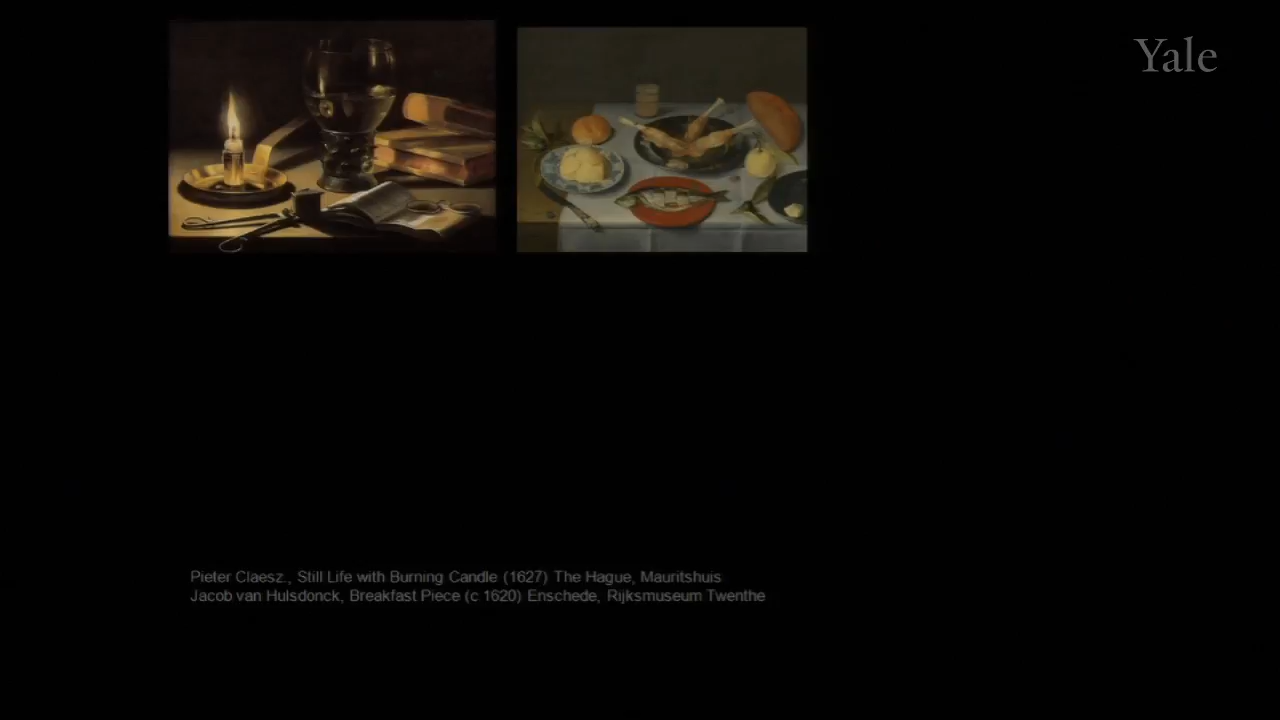 Yale
Pieter Claesz., Still Life with Burning Candle (1627) The Hague, Mauritshuis
Jacob van Hulsdonck, Breakfast Piece (c 1620) Enschede, Rijksmuseum Twenthe